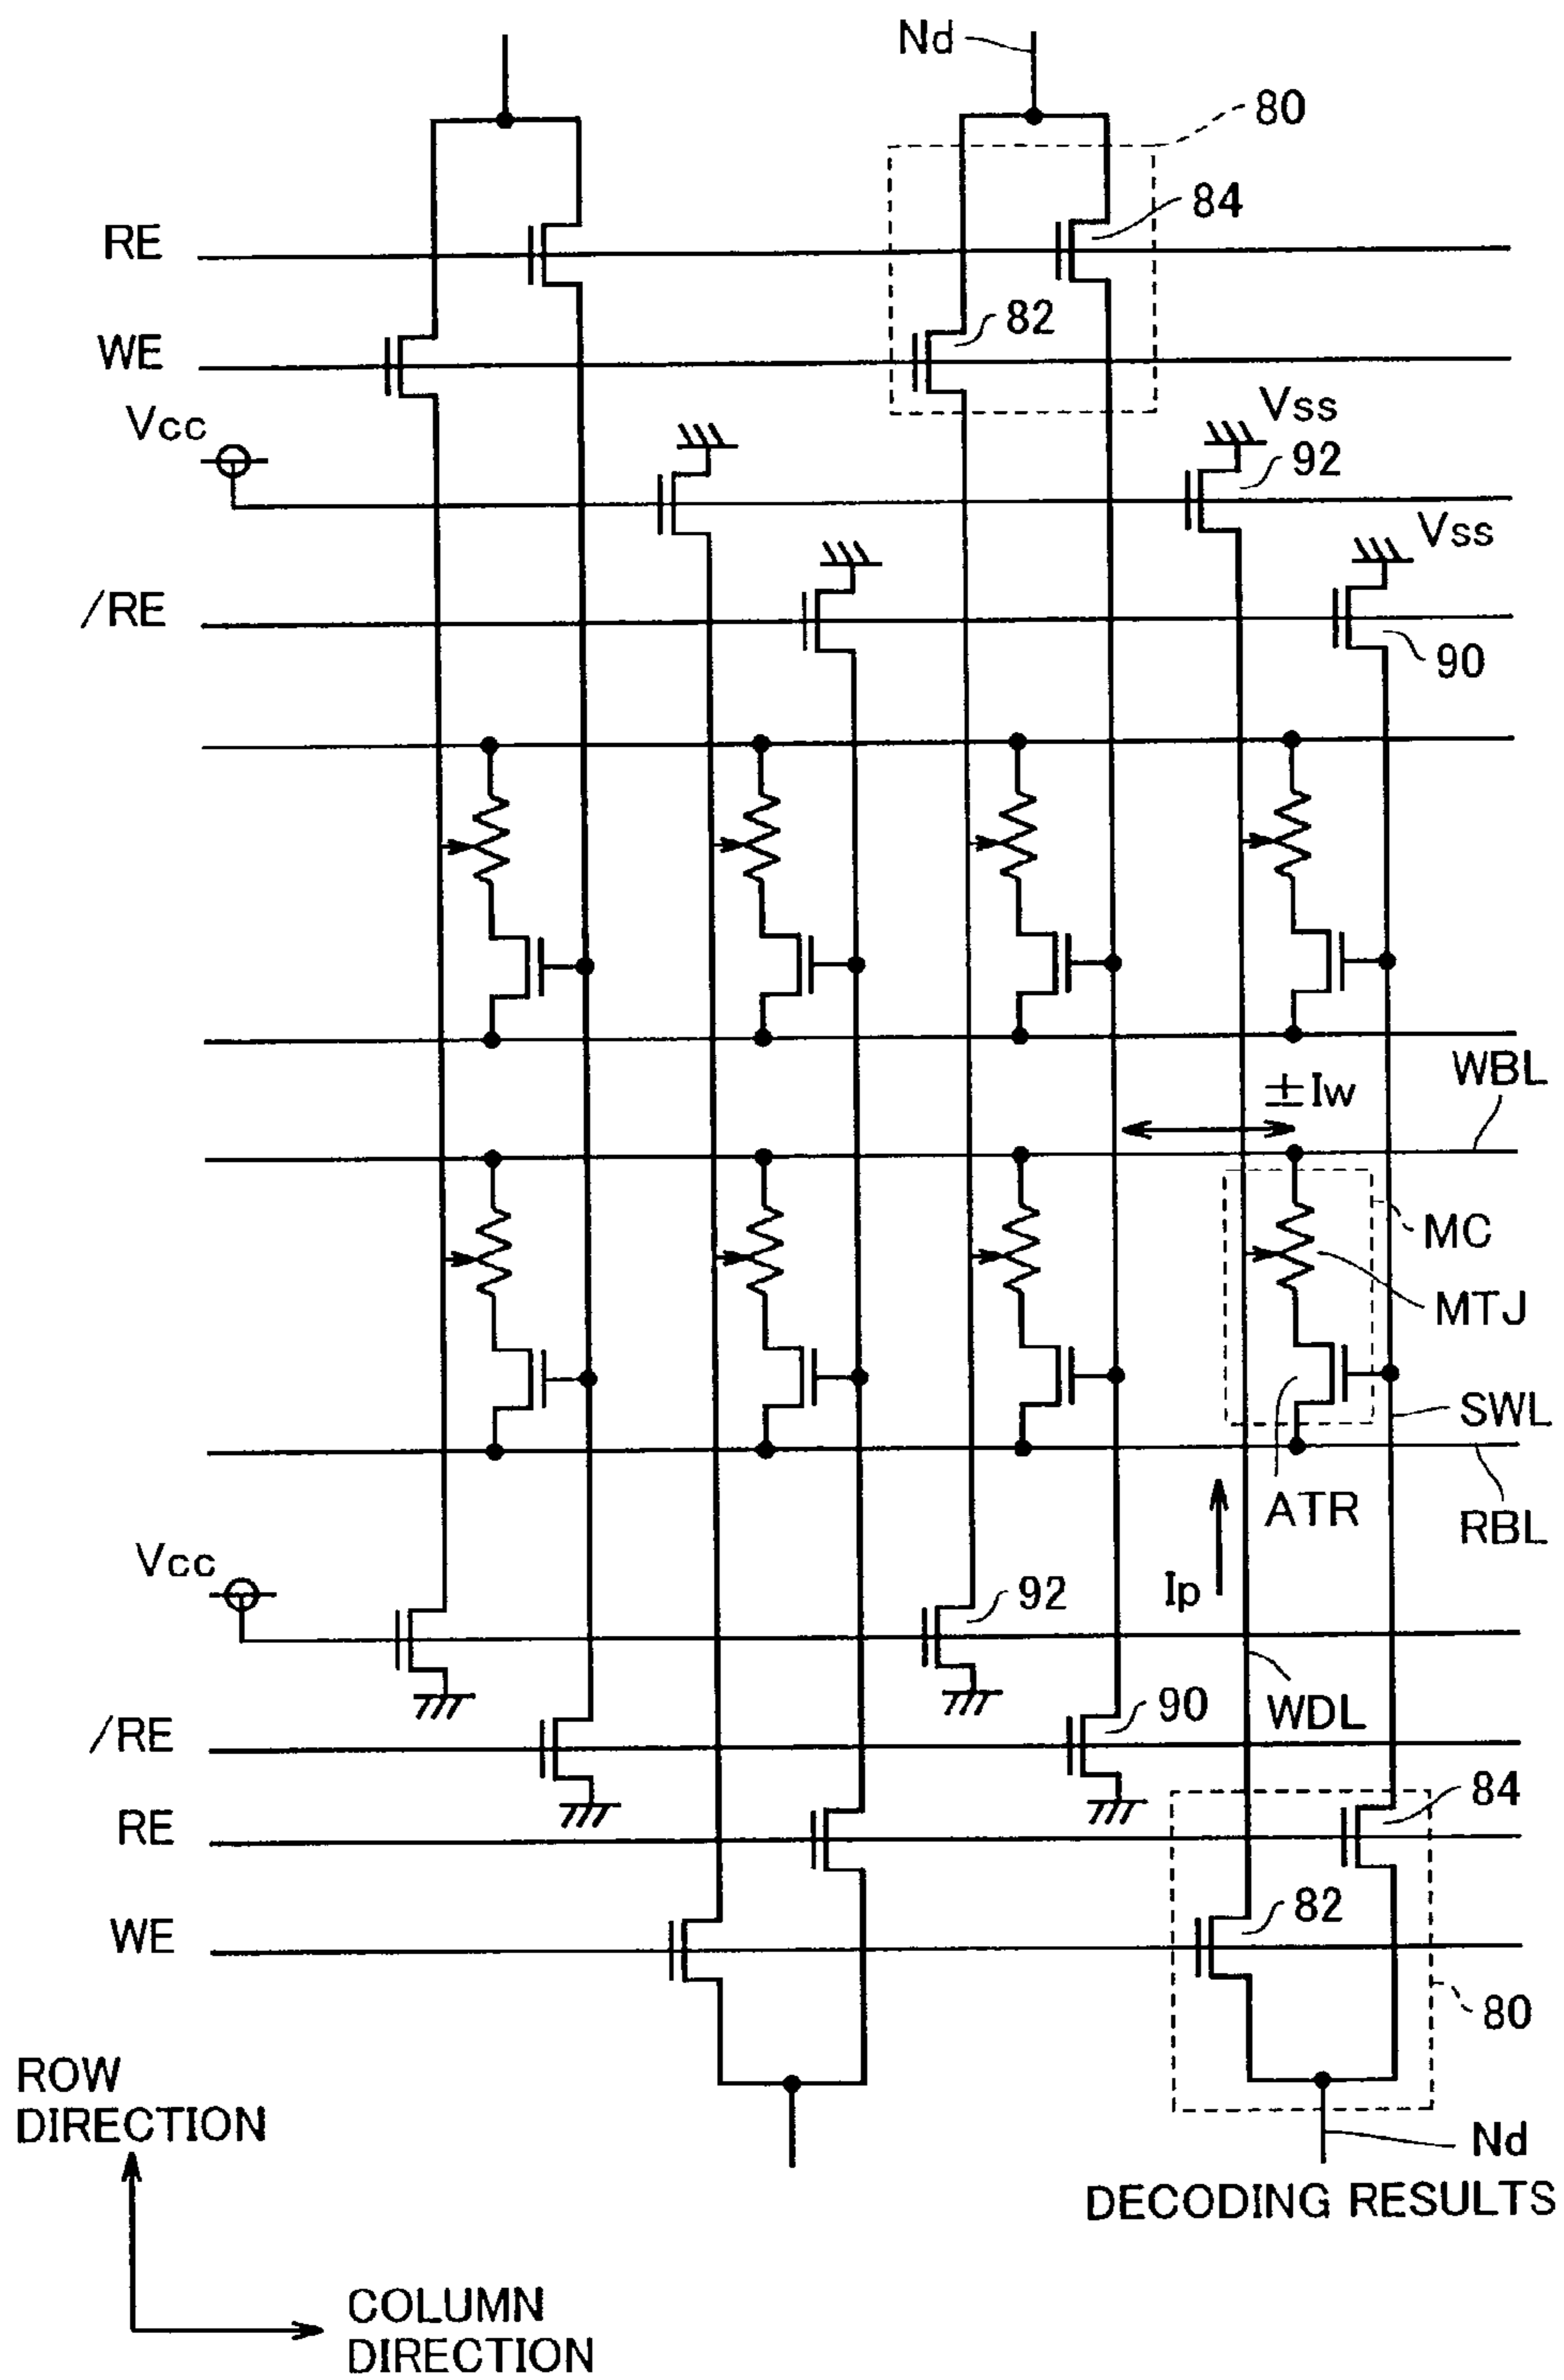 Nd
80
84
RE
82
WE
Vss
Vcc
92
Vss
/RE
90
WBL
±Iw
MC
MTJ
SWL
ATR
RBL
Vcc
Ip
92
WDL
90
/RE
84
RE
82
WE
80
ROW
DIRECTION
Nd
DECODING RESULTS
COLUMN
DIRECTION